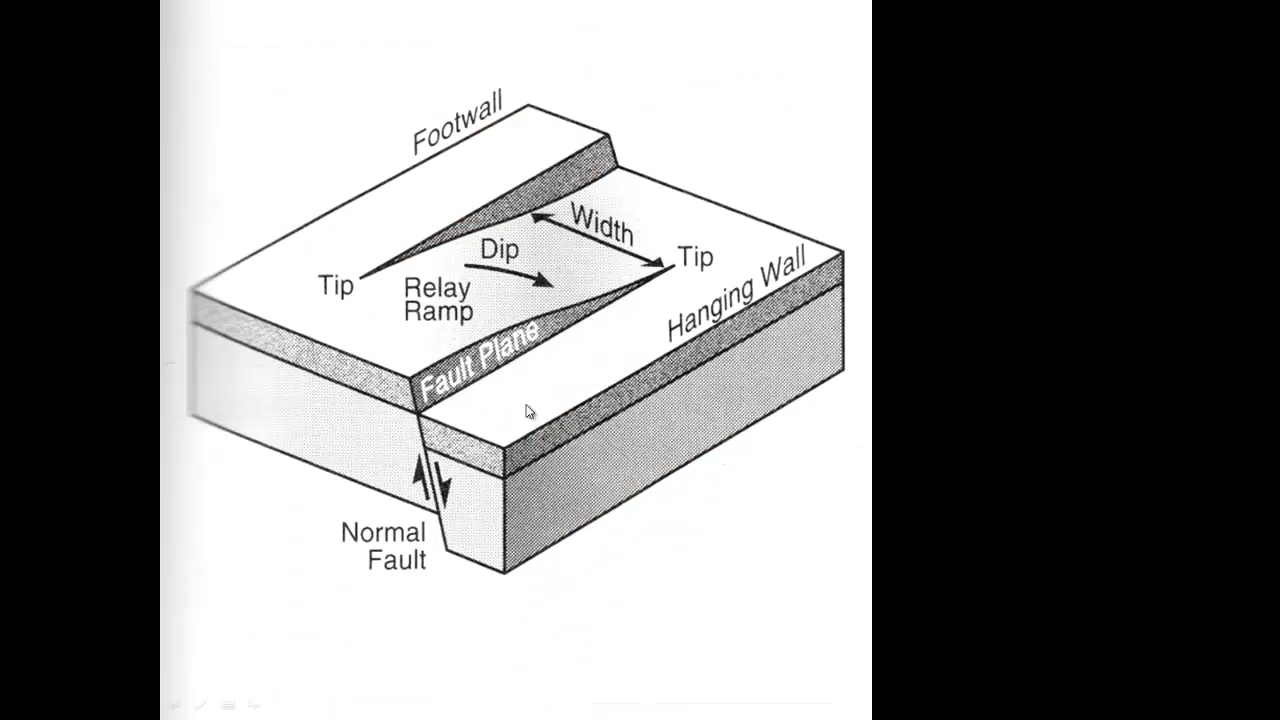 Footwall
Width
Dip
Tip
Tip
Relay
Ramp
Hanging Wall
Fault Plane
Normal
Fault